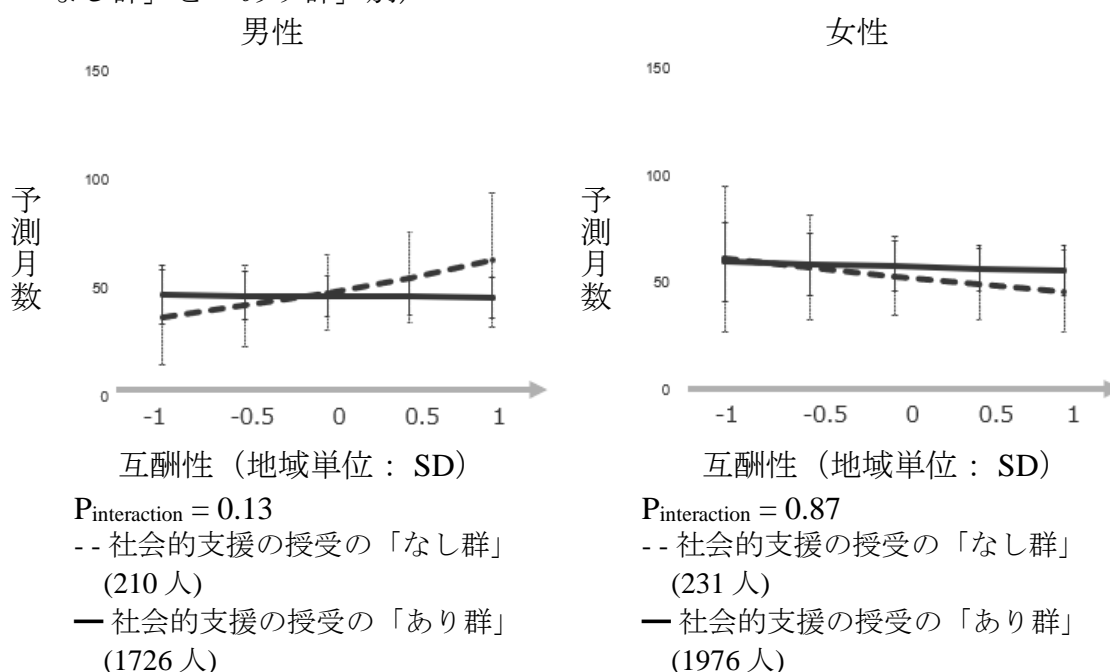 男性
150
100
50
0
予測月数
-1 -0.5 0 0.5 1
互酬性（地域単位： SD）
Pinteraction = 0.13
- - 社会的支援の授受の「なし群」
(210 人)
ー 社会的支援の授受の「あり群」
(1726 人)
女性
150
100
50
0
予測月数
-1 -0.5 0 0.5 1
互酬性（地域単位： SD）
Pinteraction = 0.87
- - 社会的支援の授受の「なし群」
(231 人)
ー 社会的支援の授受の「あり群」
(1976 人)